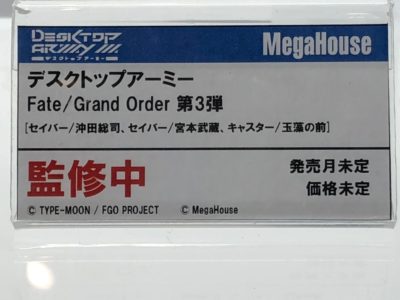 DESKTOP ARMY
デスクトップアーミー
MegaHouse
デスクトップアーミー
Fate/Grand Order 第3弾
[セイバー/沖田総司、セイバー/宮本武蔵、キャスター/玉藻の前]
監修中
発売月未定
価格未定
© TYPE-MOON / FGO PROJECT © MegaHouse